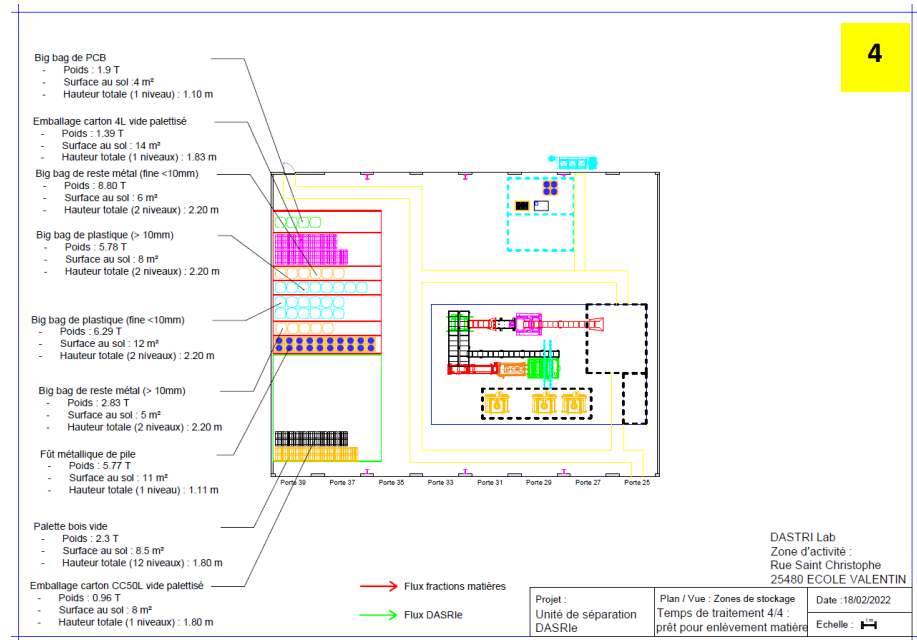 4
Big bag de PCB
- Poids : 1.9 T
- Surface au sol :4 m²
- Hauteur totale (1 niveau) : 1.10 m
Emballage carton 4L vide palettisé
- Poids : 1.39 T
- Surface au sol : 14 m²
- Hauteur totale (1 niveaux) : 1.83 m
Big bag de reste métal (fine <10mm)
- Poids : 8.80 T
- Surface au sol : 6 m²
- Hauteur totale (2 niveaux) : 2.20 m
Big bag de plastique (> 10mm)
- Poids : 5.78 T
- Surface au sol : 8 m²
- Hauteur totale (2 niveaux) : 2.20 m
Big bag de plastique (fine <10mm)
- Poids : 6.29 T
- Surface au sol : 12 m²
- Hauteur totale (2 niveaux) : 2.20 m
Big bag de reste métal (> 10mm)
- Poids : 2.83 T
- Surface au sol : 5 m²
- Hauteur totale (2 niveaux) : 2.20 m
Fût métallique de pile
- Poids : 5.77 T
- Surface au sol : 11 m²
- Hauteur totale (1 niveau) : 1.11 m
Palette bois vide
- Poids : 2.3 T
- Surface au sol : 8.5 m²
- Hauteur totale (12 niveaux) : 1.80 m
Emballage carton CC50L vide palettisé
- Poids : 0.96 T
- Surface au sol : 8 m²
- Hauteur totale (1 niveau) : 1.80 m
Porte 39 Porte 37 Porte 35 Porte 33 Porte 31 Porte 29 Porte 27 Porte 25
Flux fractions matières
Flux DASRIe
DASTRI Lab
Zone d'activité :
Rue Saint Christophe
25480 ECOLE VALENTIN
Projet :
Unité de séparation
DASRIe
Plan / Vue : Zones de stockage
Temps de traitement 4/4 :
prêt pour enlèvement matière
Date :18/02/2022
Echelle :